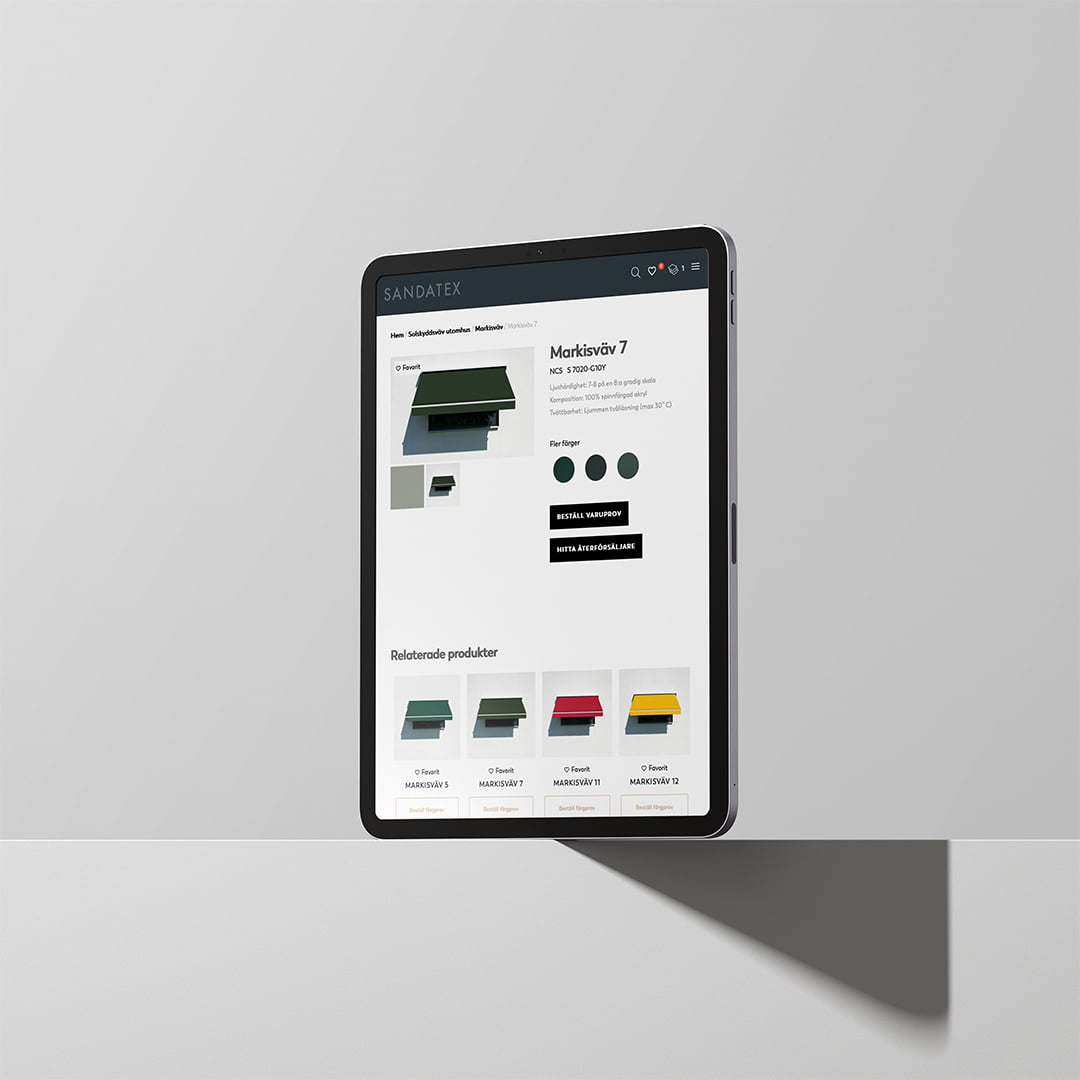 SANDATEX
1
Hem / Solskyddsväv utomhus / Markisväv / Markisväv 7
Favorit
Markisväv 7
NCS S 7020-G10Y
Ljushärdighet: 7-8 på en 8:a gradig skala
Komposition: 100% spinnfärgad akryl
Tvättbarhet: Ljummen tvållösning (max 30° C)
Fler färger
BESTÄLL VARUPROV
HITTA ÅTERFÖRSÄLJARE
Relaterade produkter
Favorit Favorit Favorit Favorit
MARKISVÄV 5 MARKISVÄV 7 MARKISVÄV 11 MARKISVÄV 12
Beställ färgprov Beställ färgprov Beställ färgprov Beställ färgprov